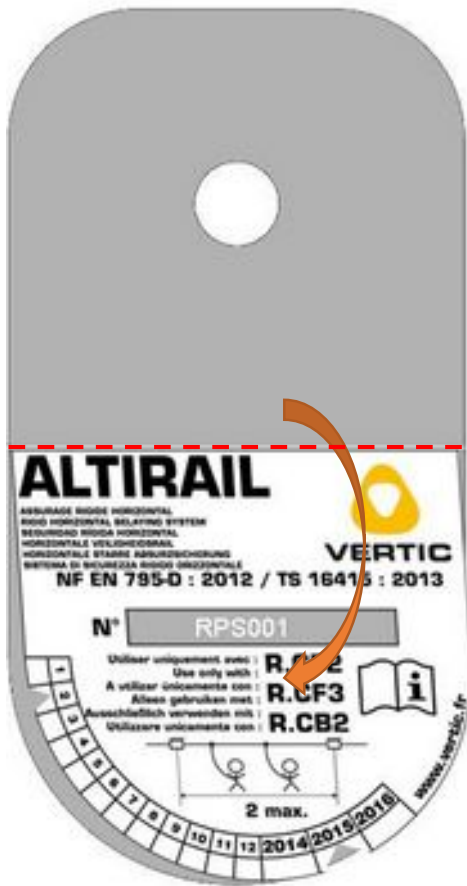 ALTIRAIL
ASSURAGE RIGIDE HORIZONTAL
RIGID HORIZONTAL BELAYING SYSTEM
SEGURIDAD RIGIDA HORIZONTAL
HORIZONTALE VEILIGHEIDSRAIL
HORIZONTALE STARRE ABSURZSICHERUNG
SISTEMA DI SICUREZZA RIGIDO ORIZZONTALE
VERTIC
NF EN 795-D : 2012 / TS 16415 : 2013
N° RPS001
Utiliser uniquement avec :
Use only with :
A utilizar únicamente con :
Alleen gebruiken met :
Ausschließlich verwenden mit :
Utilizzare unicamente con :
R.CF3
R.CB2
i
www.vertic.fr
2 max.
1 2 3 4 5 6 7 8 9 10 11 12 2014 2015 2016